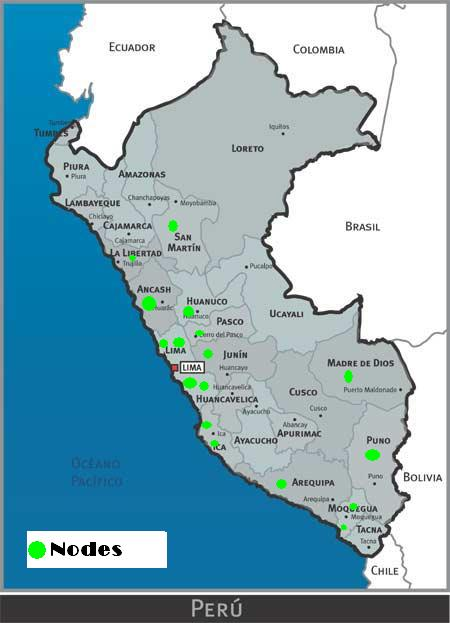 ECUADOR
COLOMBIA
Tumbes
TUMBES
Iquitos
LORETO
PIURA
Piura
AMAZONAS
LAMBAYEQUE
Chachapoyas
Moyobamba
Chiclayo
CAJAMARCA
Cajamarca
SAN
MARTÍN
BRASIL
LA LIBERTAD
Trujillo
Pucallpa
ANCASH
Huaráz
HUANUCO
Huánuco
PASCO
UCAYALI
Cerro del Pasco
LIMA
JUNÍN
MADRE DE DIOS
LIMA
Huancayo
CUSCO
Puerto Maldonado
Huancavelica
HUANCAVELICA
Ayacucho
Cusco
Abancay
APURIMAC
Ica
ICA
AYACUCHO
PUNO
OCÉANO
PACÍFICO
Puno
BOLIVIA
AREQUIPA
Arequipa
MOQUEGUA
Moquegua
TACNA
Tacna
Nodes
CHILE
PERÚ